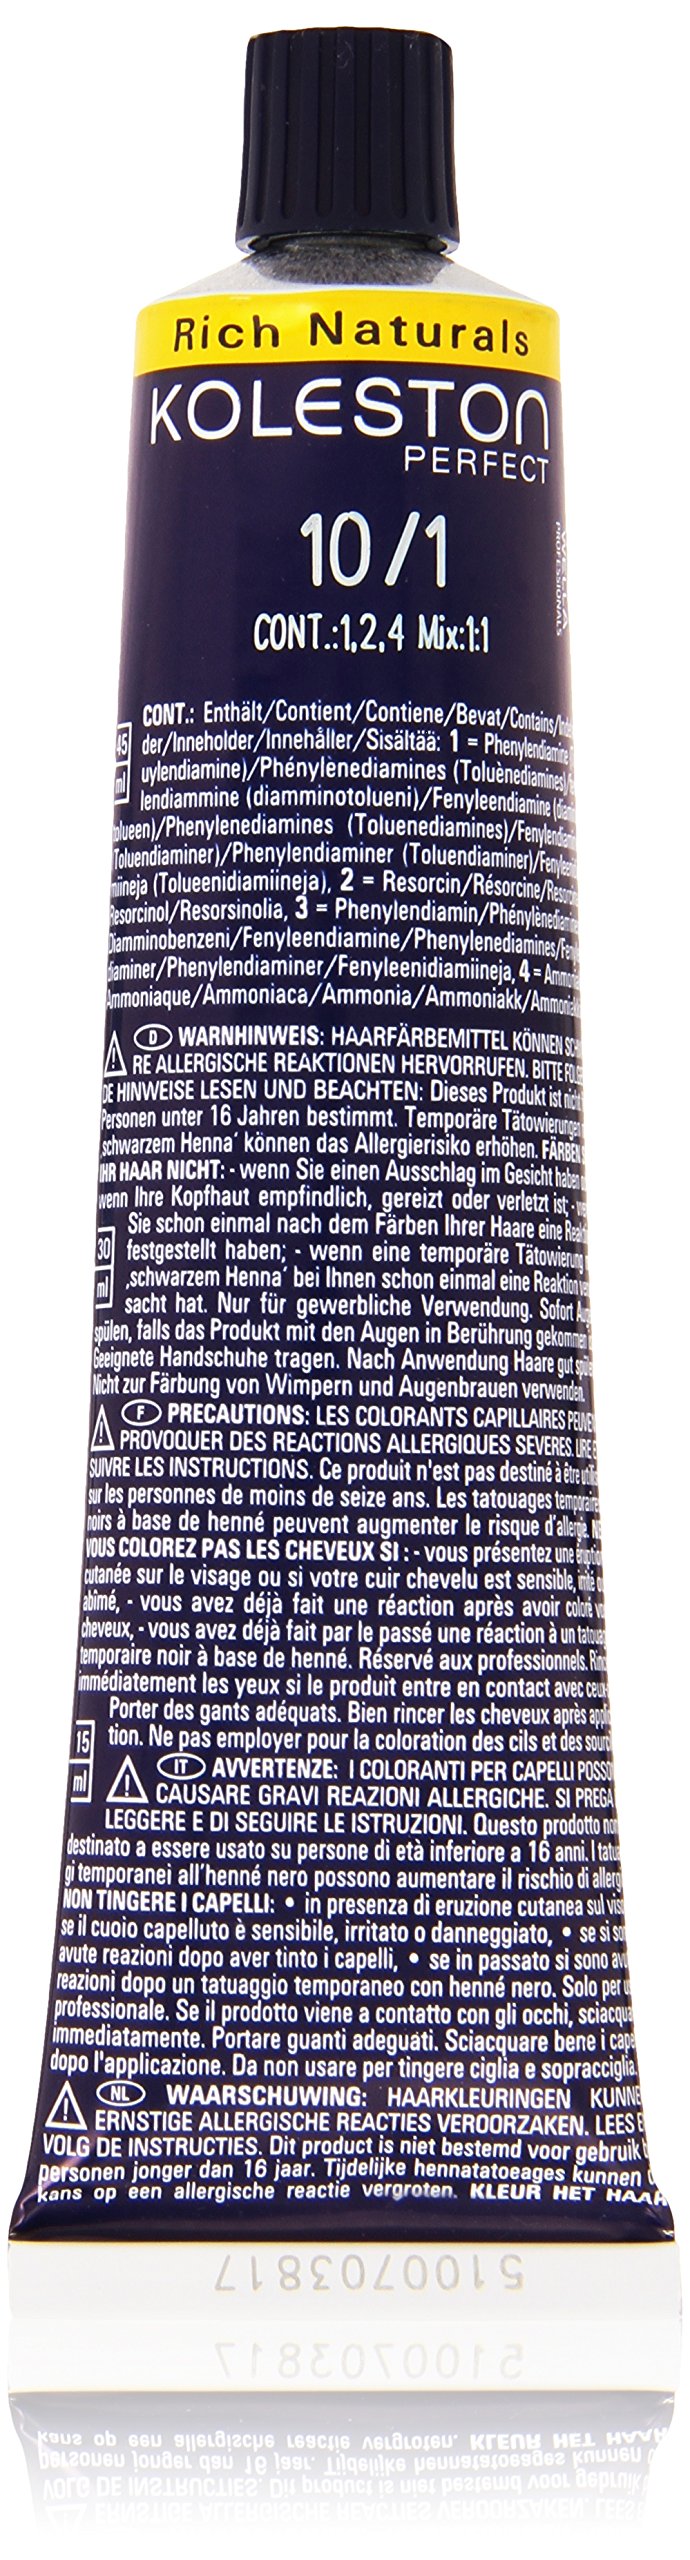 Rich Naturals
KOLESTON
PERFECT
10/1
WELLA
PROFESSIONALS
CONT.:1,2,4 Mix:1:1
CONT.: Enthält/Contient/Contiene/Bevat/Contains/
45
der/Inneholder/Innehåller/Sisältää: 1 = Phenylendiamine
ml
uylendiamine)/Phénylènediamines (Toluènediamines)/
lendiammine (diamminotolueni)/Fenyleendiamine
tolueen)/Phenylenediamines (Toluenediamines)/
(Toluendiaminer)/Phenylendiaminer (Toluendiaminer)/
miineja (Tolueenidiamiineja), 2 = Resorcin/Résorcine/
Resorcinol/Resorsinolia, 3 = Phenylendiamin/
Diamminobenzeni/Fenyleendiamine/Phenylenediamines/
diaminer/Phenylendiaminer/Fenyleenidiamiineja, 4 =
Ammoniaque/Ammoniaca/Ammonia/Ammoniakk/
D WARNHINWEIS: HAARFÄRBEMITTEL KÖNNEN
RE ALLERGISCHE REAKTIONEN HERVORRUFEN. BITTE
DE HINWEISE LESEN UND BEACHTEN: Dieses Produkt ist
Personen unter 16 Jahren bestimmt. Temporäre Tätowierungen
‚schwarzem Henna‘ können das Allergierisiko erhöhen. FÄRBEN
IHR HAAR NICHT: - wenn Sie einen Ausschlag im Gesicht haben
wenn Ihre Kopfhaut empfindlich, gereizt oder verletzt ist; -
Sie schon einmal nach dem Färben Ihrer Haare eine
30
festgestellt haben; - wenn eine temporäre Tätowierung
ml
‚schwarzem Henna‘ bei Ihnen schon einmal eine Reaktion
sacht hat. Nur für gewerbliche Verwendung. Sofort
spülen, falls das Produkt mit den Augen in Berührung gekommen
Geeignete Handschuhe tragen. Nach Anwendung Haare gut
Nicht zur Färbung von Wimpern und Augenbrauen verwenden.
F PRECAUTIONS: LES COLORANTS CAPILLAIRES
PROVOQUER DES REACTIONS ALLERGIQUES SEVERES. LIRE
SUIVRE LES INSTRUCTIONS. Ce produit n'est pas destiné à être
sur les personnes de moins de seize ans. Les tatouages
noirs à base de henné peuvent augmenter le risque d'allergie.
VOUS COLOREZ PAS LES CHEVEUX SI : - vous présentez une
cutanée sur le visage ou si votre cuir chevelu est sensible,
abîmé, - vous avez déjà fait une réaction après avoir coloré
cheveux, - vous avez déjà fait par le passé une réaction à un
temporaire noir à base de henné. Réservé aux professionnels.
immédiatement les yeux si le produit entre en contact avec
Porter des gants adéquats. Bien rincer les cheveux après
15
tion. Ne pas employer pour la coloration des cils et des
ml
IT AVVERTENZE: I COLORANTI PER CAPELLI
CAUSARE GRAVI REAZIONI ALLERGICHE. SI PREGA
LEGGERE E DI SEGUIRE LE ISTRUZIONI. Questo prodotto non
destinato a essere usato su persone di età inferiore a 16 anni. I
gi temporanei all'henné nero possono aumentare il rischio di
NON TINGERE I CAPELLI: • in presenza di eruzione cutanea sul
se il cuoio capelluto è sensibile, irritato o danneggiato, • se si
avute reazioni dopo aver tinto i capelli, • se in passato si sono
reazioni dopo un tatuaggio temporaneo con henné nero. Solo per
professionale. Se il prodotto viene a contatto con gli occhi,
immediatamente. Portare guanti adeguati. Sciacquare bene i
dopo l'applicazione. Da non usare per tingere ciglia e sopracciglia.
NL WAARSCHUWING: HAARKLEURINGEN
ERNSTIGE ALLERGISCHE REACTIES VEROORZAKEN. LEES
VOLG DE INSTRUCTIES. Dit product is niet bestemd voor gebruik
personen jonger dan 16 jaar. Tijdelijke hennatatoeages kunnen
kans op een allergische reactie vergroten. KLEUR HET HAAR
5100703817